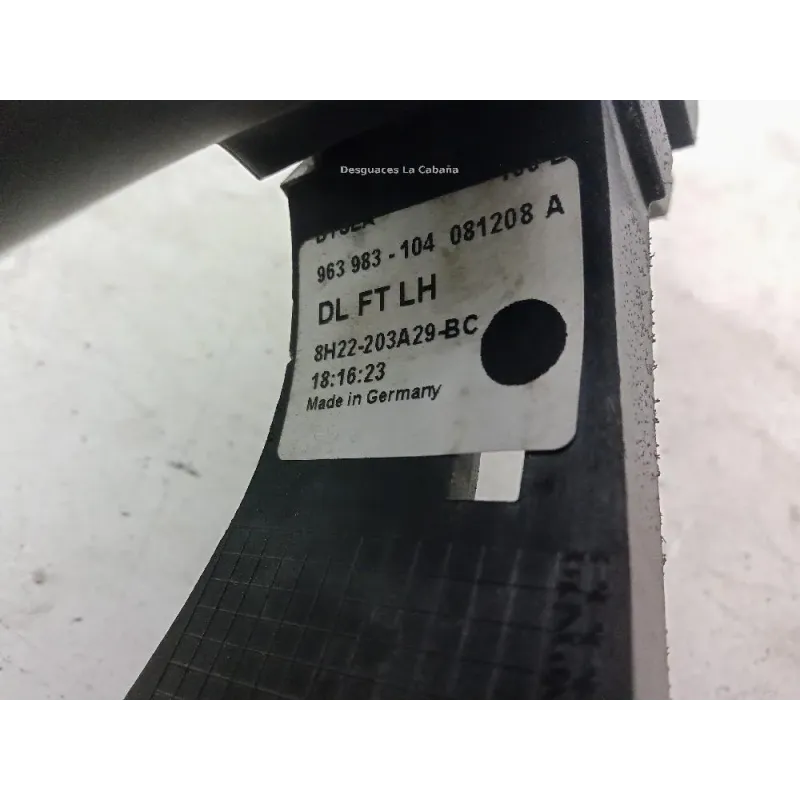 Desguaces La Cabaña
963 983 - 104 081208 A
DL FT LH
8H22-203A29-BC
18:16:23
Made in Germany